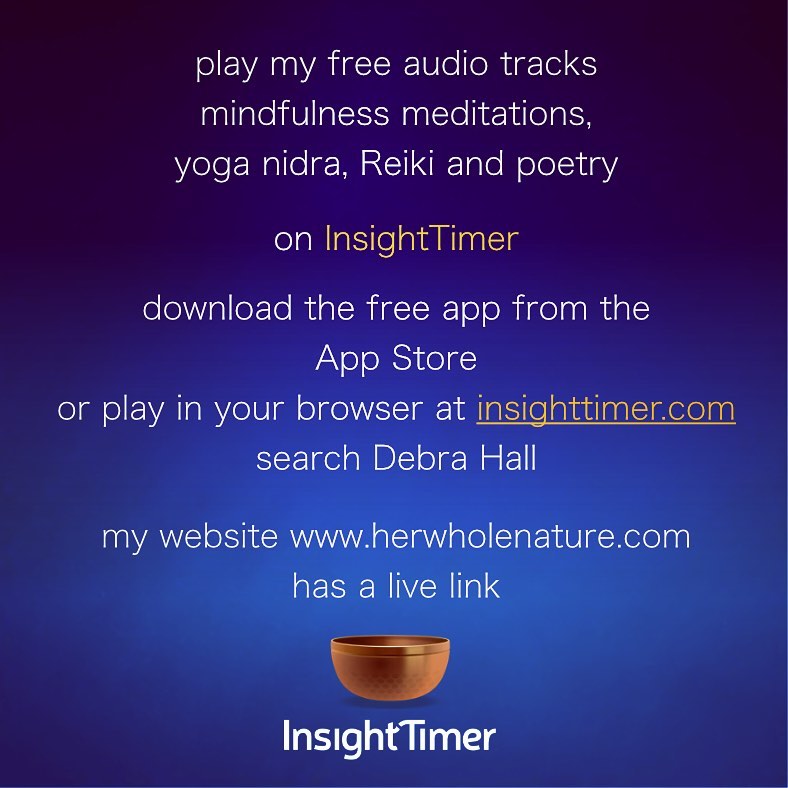 play my free audio tracks
mindfulness meditations,
yoga nidra, Reiki and poetry
on InsightTimer
download the free app from the
App Store
or play in your browser at insighttimer.com
search Debra Hall
my website www.herwholenature.com
has a live link
InsightTimer